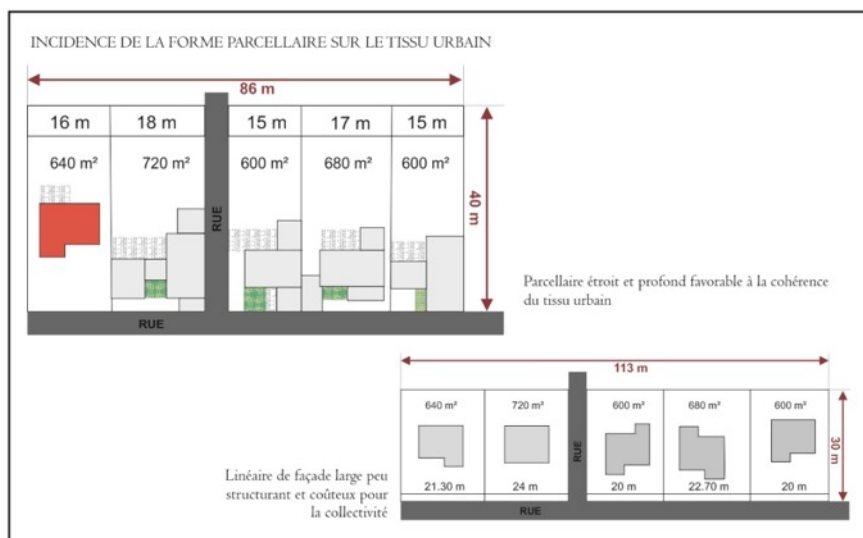 INCIDENCE DE LA FORME PARCELLAIRE SUR LE TISSU URBAIN
86 m
16 m 18 m 15 m 17 m 15 m
640 m² 720 m² 600 m² 680 m² 600 m²
40 m
RUE
RUE
Parcellaire étroit et profond favorable à la cohérence
du tissu urbain
113 m
640 m² 720 m² 600 m² 680 m² 600 m²
30 m
RUE
21.30 m 24 m 20 m 22.70 m 20 m
RUE
Linéaire de façade large peu
structurant et coûteux pour
la collectivité